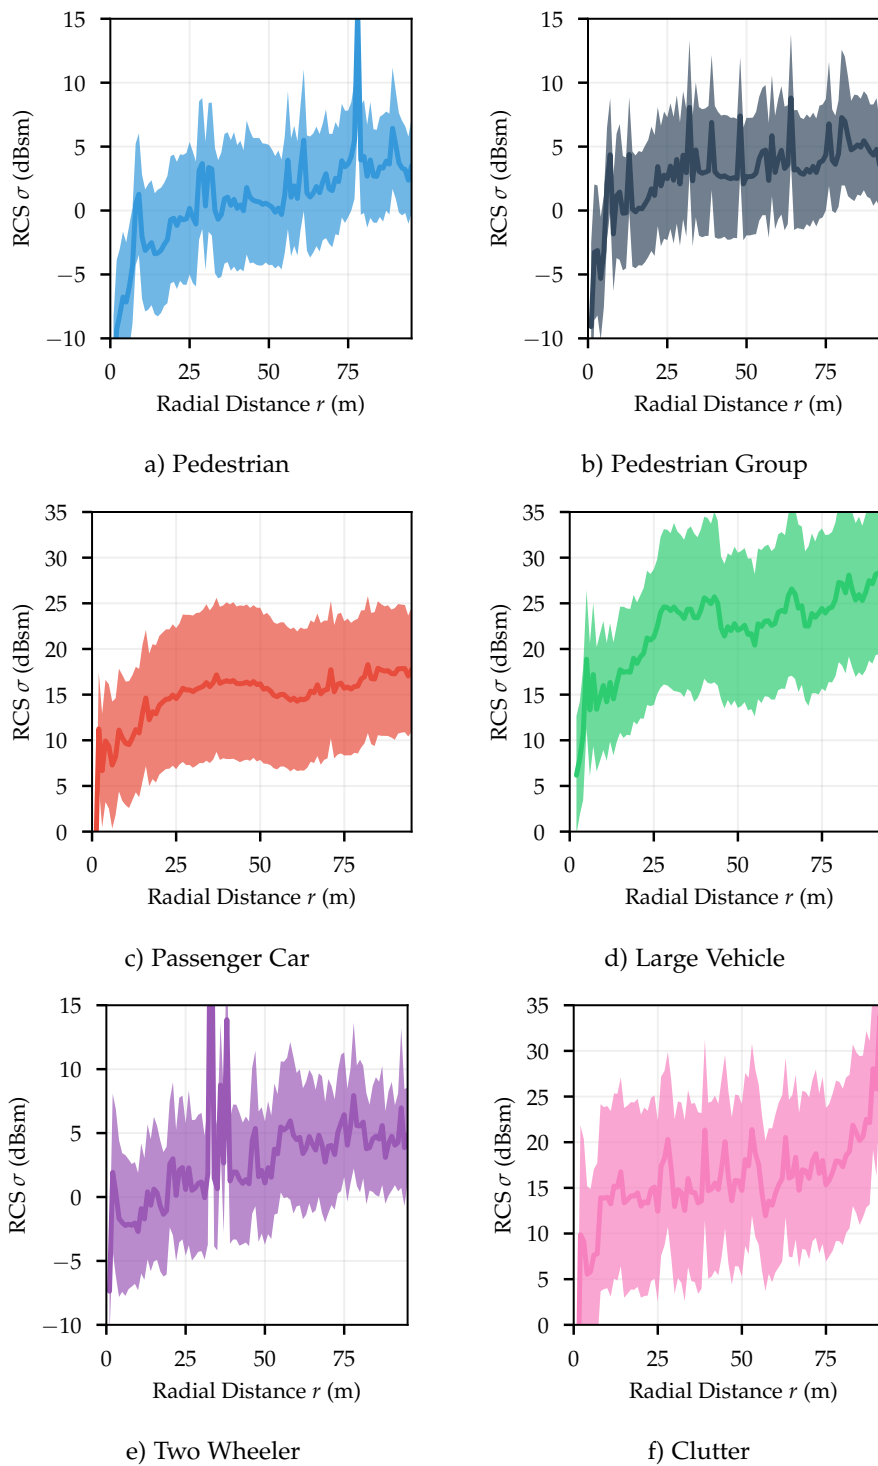 15
10
5
0
−5
−10
RCS σ (dBsm)
0 25 50 75
Radial Distance r (m)
a) Pedestrian
15
10
5
0
−5
−10
RCS σ (dBsm)
0 25 50 75
Radial Distance r (m)
b) Pedestrian Group
35
30
25
20
15
10
5
0
RCS σ (dBsm)
0 25 50 75
Radial Distance r (m)
c) Passenger Car
35
30
25
20
15
10
5
0
RCS σ (dBsm)
0 25 50 75
Radial Distance r (m)
d) Large Vehicle
15
10
5
0
−5
−10
RCS σ (dBsm)
0 25 50 75
Radial Distance r (m)
e) Two Wheeler
35
30
25
20
15
10
5
0
RCS σ (dBsm)
0 25 50 75
Radial Distance r (m)
f) Clutter